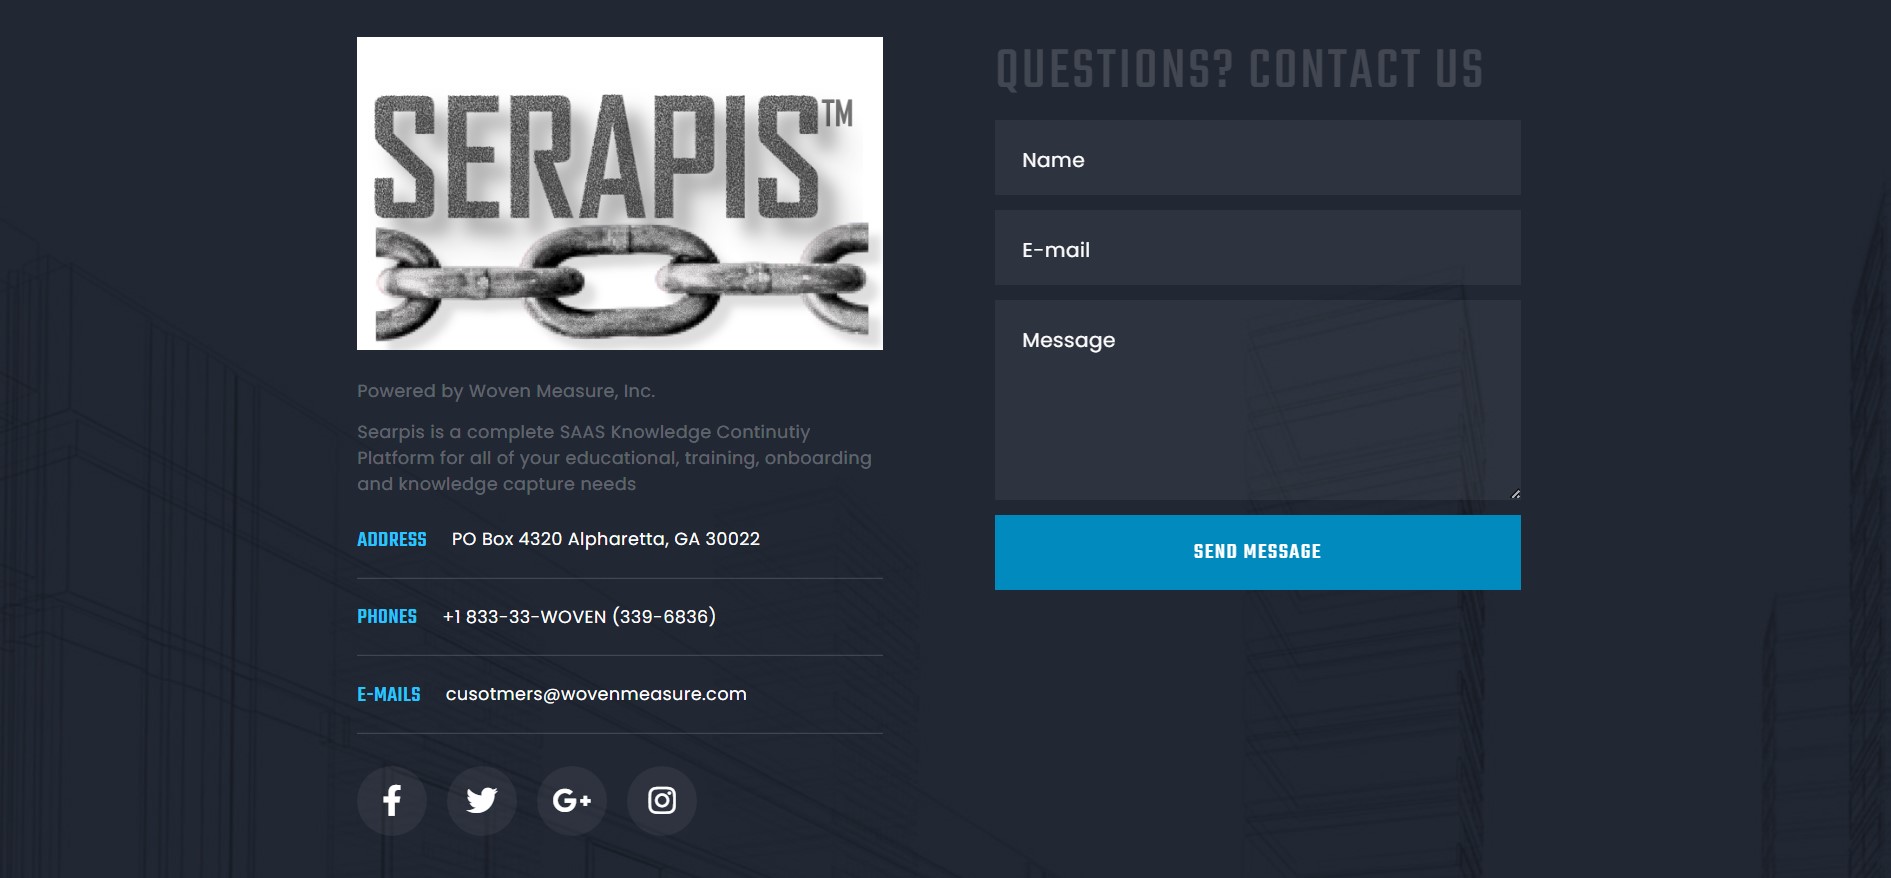 SERAPIS™
Powered by Woven Measure, Inc.
Searpis is a complete SAAS Knowledge Continutiy
Platform for all of your educational, training, onboarding
and knowledge capture needs
ADDRESS PO Box 4320 Alpharetta, GA 30022
PHONES +1 833-33-WOVEN (339-6836)
E-MAILS cusotmers@wovenmeasure.com
G+
QUESTIONS? CONTACT US
Name
E-mail
Message
SEND MESSAGE